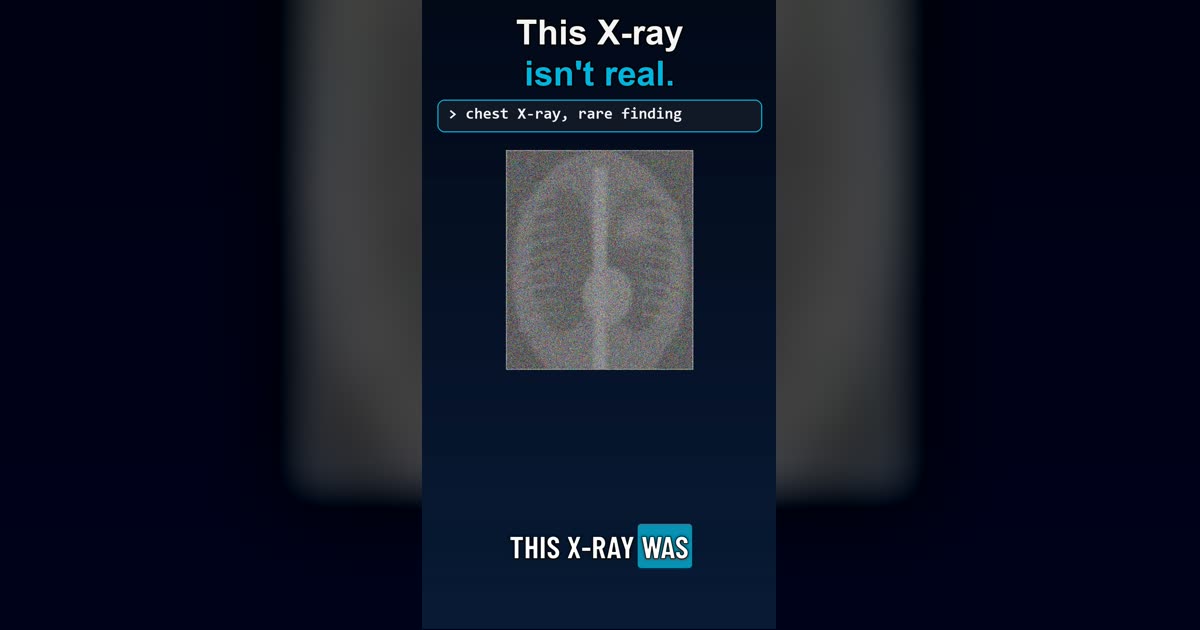 This X-ray
isn't real.
> chest X-ray, rare finding
THIS X-RAY WAS